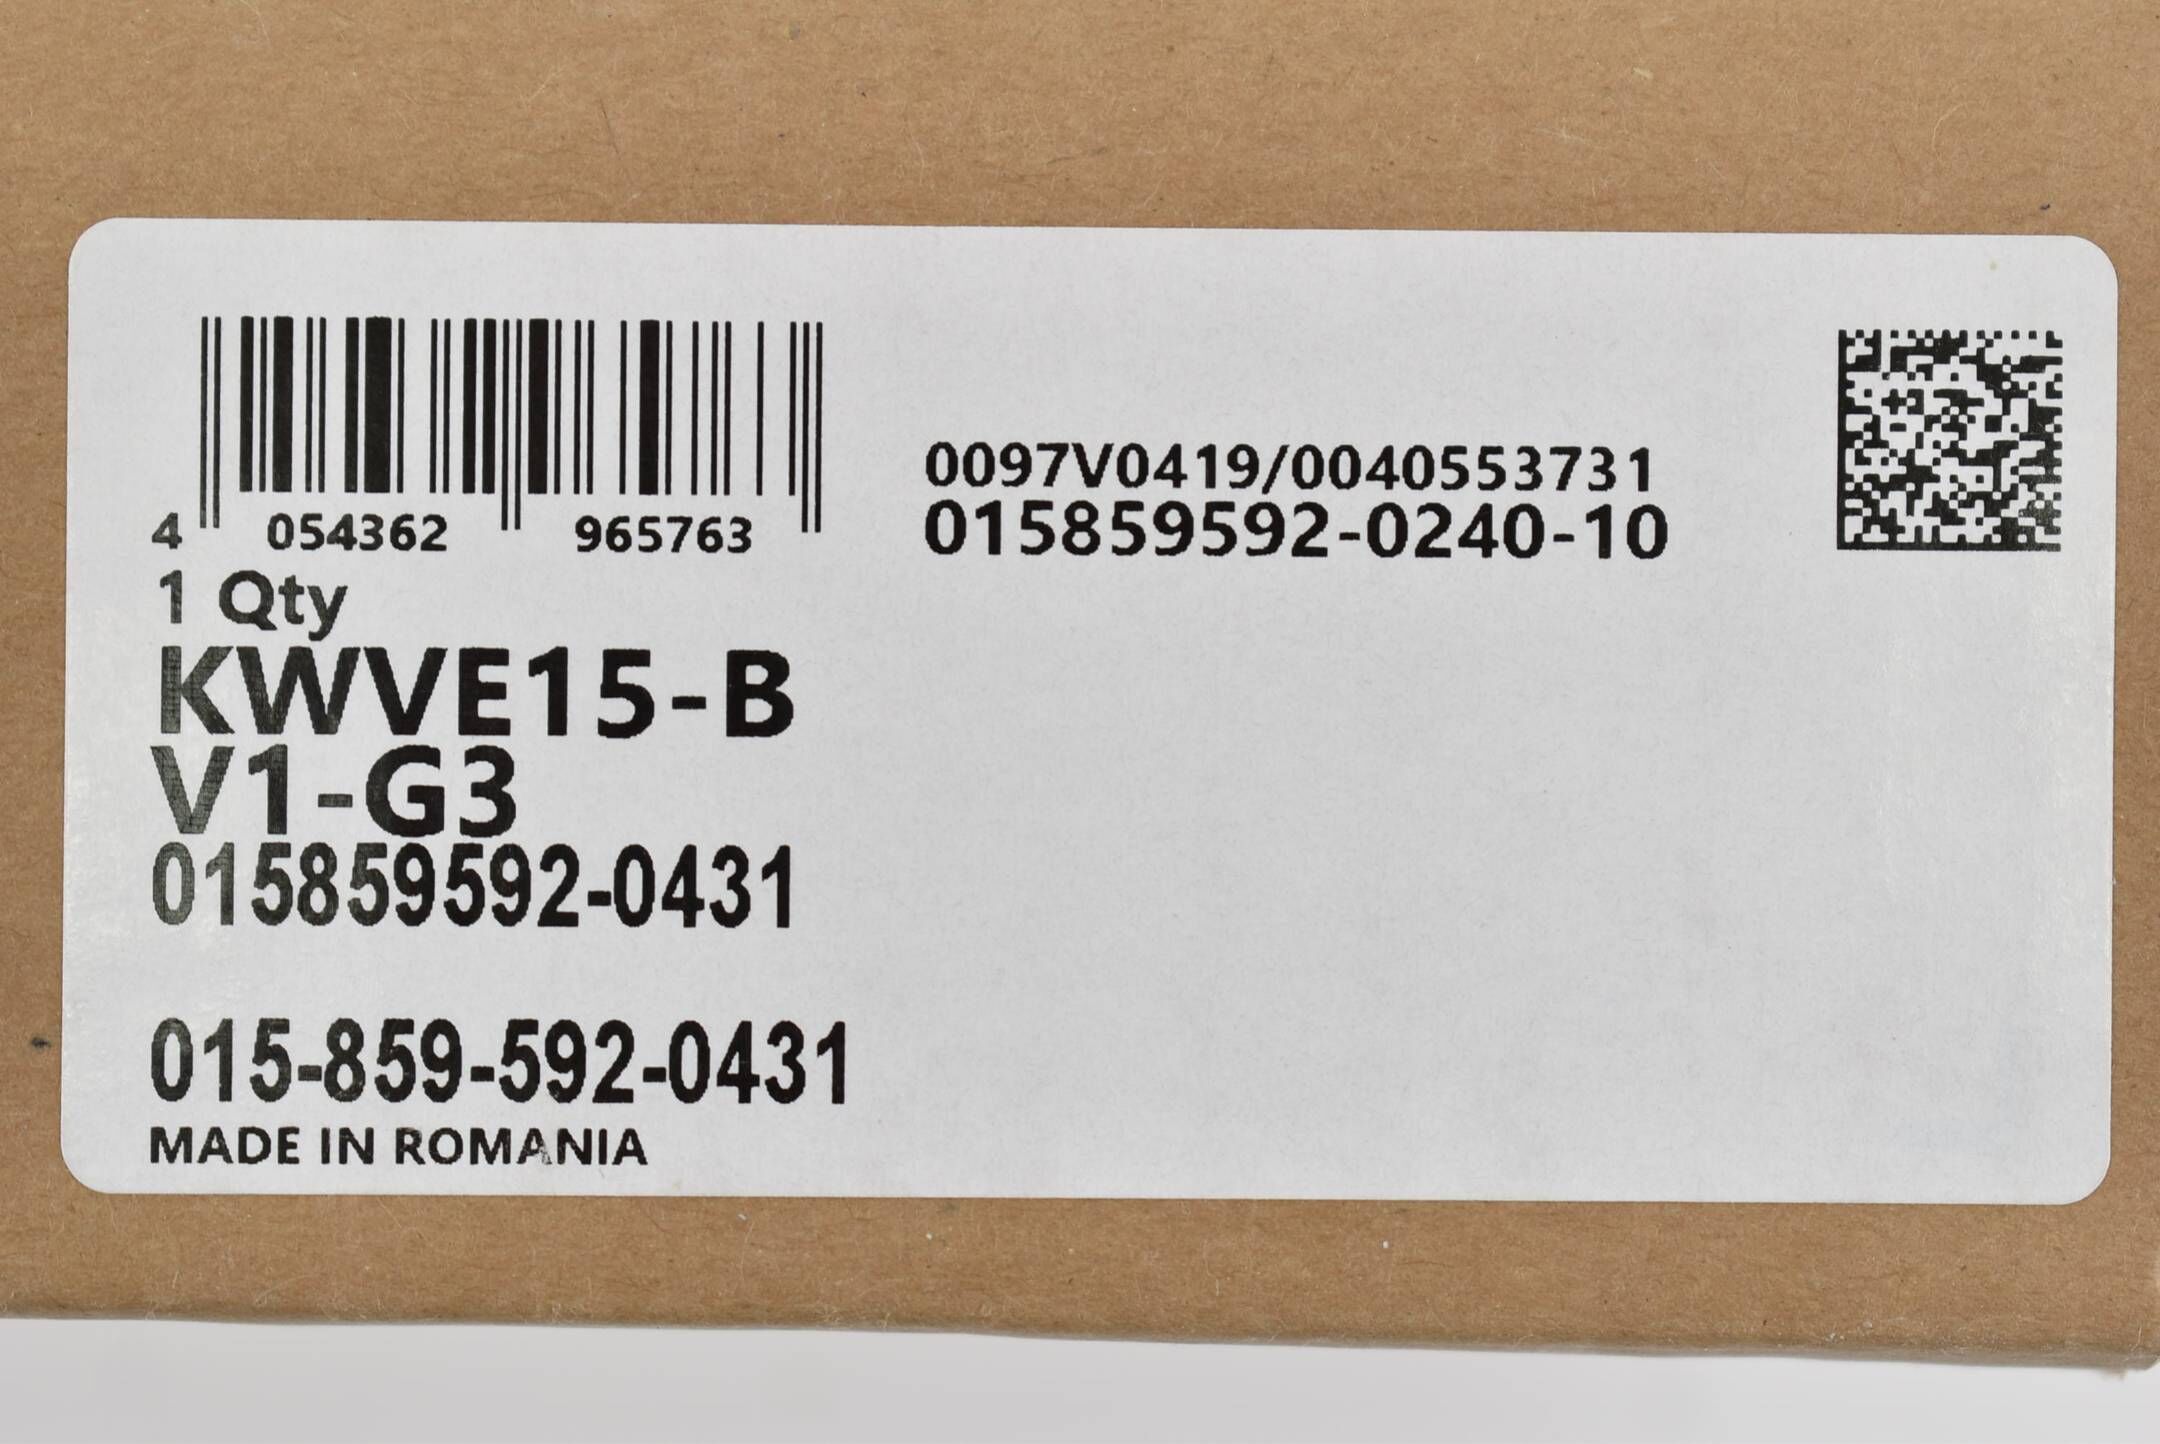 4 054362 965763
0097V0419/0040553731
015859592-0240-10
1 Qty
KWVE15-B
V1-G3
015859592-0431
015-859-592-0431
MADE IN ROMANIA